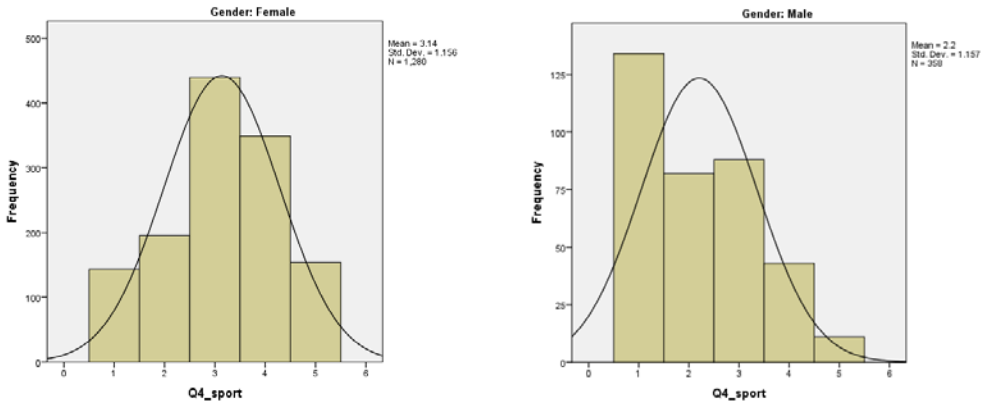 Gender: Female
Mean = 3.14
Std. Dev. = 1.156
N = 1,280
500
400
300
200
100
0
Frequency
0 1 2 3 4 5 6
Q4_sport
Gender: Male
Mean = 2.2
Std. Dev. = 1.157
N = 358
125
100
75
50
25
0
Frequency
0 1 2 3 4 5 6
Q4_sport